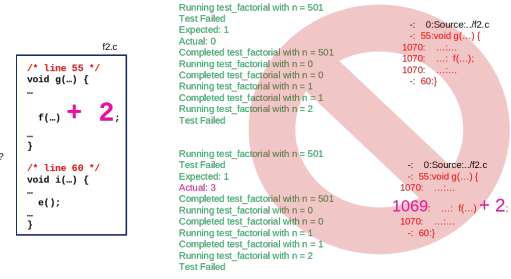 f2.c
/* line 55 */
void g(…) {
…
f(…) + 2;
…
}
/* line 60 */
void i(…) {
…
e();
…
}
?
Running test_factorial with n = 501
Test Failed
Expected: 1
Actual: 0
Completed test_factorial with n = 501
Running test_factorial with n = 0
Completed test_factorial with n = 0
Running test_factorial with n = 1
Completed test_factorial with n = 1
Running test_factorial with n = 2
Test Failed
-: 0:Source:../f2.c
-: 55:void g(…) {
1070: …:…
1070: …: f(…);
1070: …:…
-: 60:}
Running test_factorial with n = 501
Test Failed
Expected: 1
Actual: 3
Completed test_factorial with n = 501
Running test_factorial with n = 0
Completed test_factorial with n = 0
Running test_factorial with n = 1
Completed test_factorial with n = 1
Running test_factorial with n = 2
Test Failed
-: 0:Source:../f2.c
-: 55:void g(…) {
1070: …:…
1069: …: f(…) + 2;
1070: …:…
-: 60:}